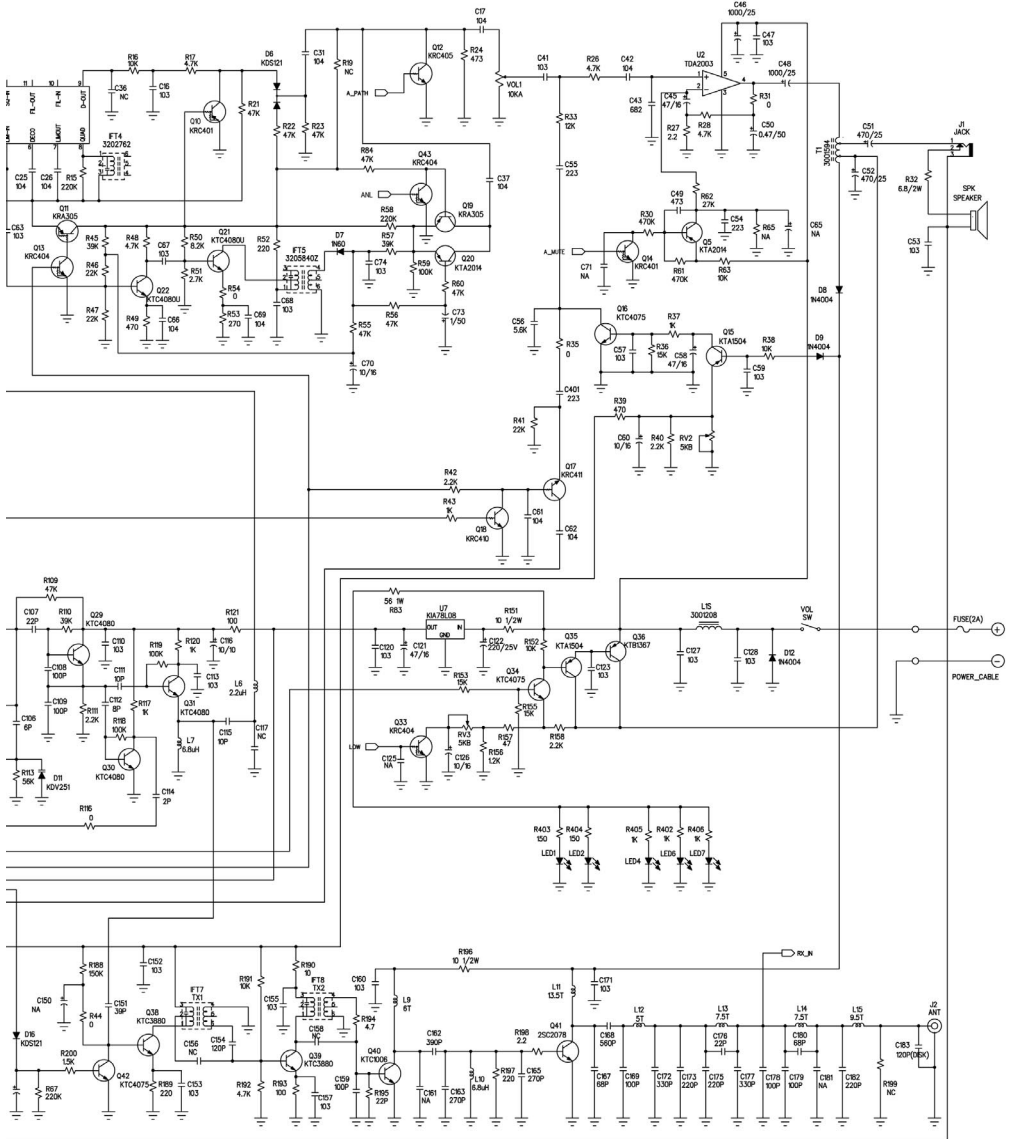 C46
1000/25
C47
103
C17
104
U2
TDA2003
C48
1000/25
R16
10K
R17
4.7K
D6
KDS121
C31
104
R19
NC
Q12
KRC405
R24
473
C41
103
R26
4.7K
C42
104
11
10
9
FIL-OUT
FIL-IN
D-OUT
C36
NC
C16
103
A_PATH
VOL1
10KA
1
2
5
3
4
R31
0
R21
47K
C43
682
C45
47/16
R27
2.2
R28
4.7K
C50
0.47/50
DECO
LIMOUT
QUAD
6
7
8
IFT4
3202762
Q10
KRC401
R22
47K
R23
47K
R33
12K
T1
3001594
C51
470/25
J1
JACK
C25
104
C26
104
R15
220K
R84
47K
Q43
KRC404
C37
104
C55
223
C52
470/25
R32
6.8/2W
ANL
Q19
KRA305
C49
473
R62
27K
SPK
SPEAKER
Q11
KRA305
R58
220K
R30
470K
C54
223
R65
NA
C65
NA
C63
103
Q13
KRC404
R45
39K
R48
4.7K
C67
103
R50
8.2K
Q21
KTC4080U
R52
220
IFT5
3205840Z
D7
1N60
R57
39K
A_MUTE
Q5
KTA2014
C53
103
R46
22K
C74
103
R59
100K
Q20
KTA2014
C71
NA
Q14
KRC401
R51
2.7K
R54
0
R61
470K
R63
10K
Q22
KTC4080U
C68
103
R60
47K
D8
1N4004
R47
22K
R49
470
C66
104
R53
270
C69
104
R55
47K
R56
47K
C73
1/50
C56
5.6K
Q16
KTC4075
R37
1K
Q15
KTA1504
R35
0
C57
103
R36
15K
C58
47/16
R38
10K
D9
1N4004
C70
10/16
C59
103
C401
223
R39
470
R41
22K
C60
10/16
R40
2.2K
RV2
5KB
Q17
KRC411
R42
2.2K
R43
1K
Q18
KRC410
C61
104
C62
104
R109
47K
56 1W
R83
C107
22P
R110
39K
Q29
KTC4080
R121
100
U7
KIA78L08
OUT
IN
GND
R151
10 1/2W
L1S
3001208
VOL
SW
FUSE(2A)
C110
103
R119
100K
R120
1K
C116
10/10
C120
103
C121
47/16
C122
220/25V
R152
10K
Q35
KTA1504
Q36
KTB1367
C108
100P
C111
10P
C113
103
R153
15K
Q34
KTC4075
C123
103
C127
103
C128
103
D12
1N4004
C109
100P
C112
8P
R117
1K
Q31
KTC4080
L6
2.2uH
POWER_CABLE
C106
6P
R111
2.2K
R118
100K
C115
10P
C117
NC
Q33
KRC404
R155
15K
L7
6.8uH
LOW
RV3
5KB
R157
47
R158
2.2K
R113
56K
D11
KDV251
Q30
KTC4080
C125
NA
C126
10/16
R156
1.2K
C114
2P
R116
0
R403
150
R404
150
R405
1K
R402
1K
R406
1K
LED1
LED2
LED4
LED6
LED7
R196
10 1/2W
RX_IN
R188
150K
C152
103
R191
10K
R190
10
IFT8
TX2
C160
103
L11
13.5T
C171
103
IFT7
TX1
C150
NA
C151
39P
C155
103
R194
4.7
L9
6T
L12
5T
L13
7.5T
L14
7.5T
L15
9.5T
J2
ANT
R44
0
Q38
KTC3880
C154
120P
C158
NC
Q41
2SC2078
C168
560P
C176
22P
C180
68P
C183
120P(DISK)
D16
KDS121
C156
NC
Q39
KTC3880
Q40
KTC1006
C162
390P
R198
2.2
R200
1.5K
Q42
KTC4075
R189
220
C153
103
R192
4.7K
R193
100
C157
103
C159
100P
R195
22P
C161
NA
C163
270P
L10
6.8uH
R197
220
C165
270P
C167
68P
C169
100P
C172
330P
C173
220P
C175
220P
C177
330P
C178
100P
C179
100P
C181
NA
C182
220P
R199
NC
R67
220K